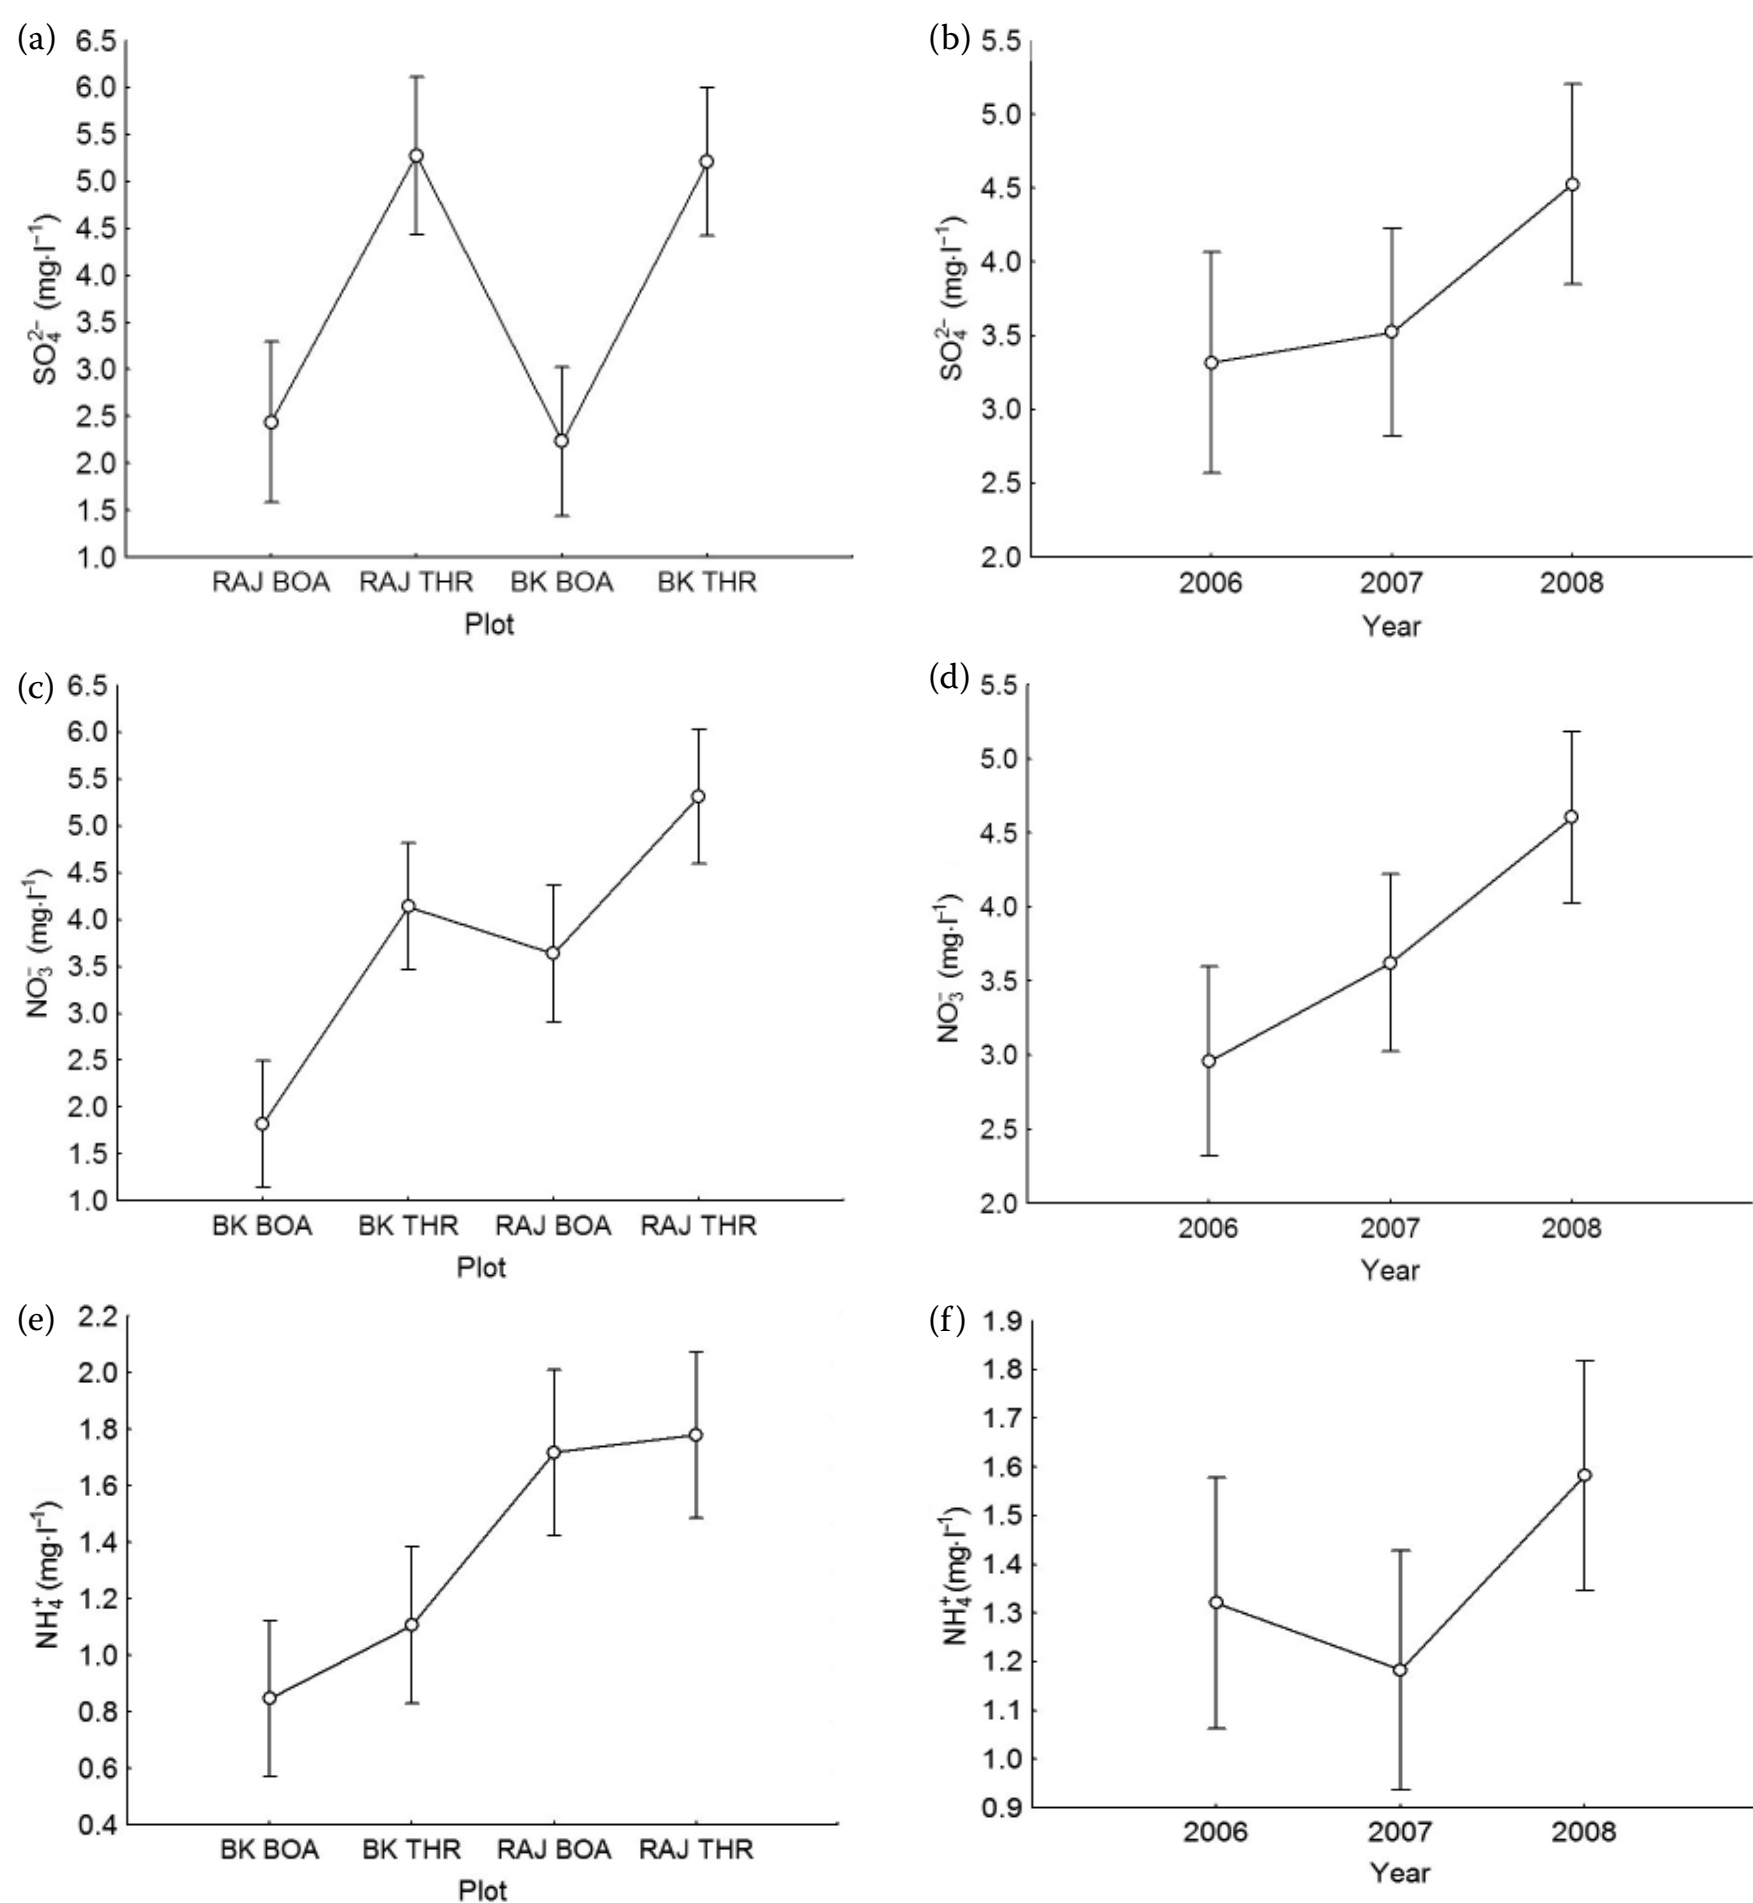 (a)
6.5
6.0
5.5
5.0
4.5
4.0
3.5
3.0
2.5
2.0
1.5
1.0
SO₄²⁻ (mg·l⁻¹)
RAJ BOA RAJ THR BK BOA BK THR
Plot
(b)
5.5
5.0
4.5
4.0
3.5
3.0
2.5
2.0
SO₄²⁻ (mg·l⁻¹)
2006 2007 2008
Year
(c)
6.5
6.0
5.5
5.0
4.5
4.0
3.5
3.0
2.5
2.0
1.5
1.0
NO₃⁻ (mg·l⁻¹)
BK BOA BK THR RAJ BOA RAJ THR
Plot
(d)
5.5
5.0
4.5
4.0
3.5
3.0
2.5
2.0
NO₃⁻ (mg·l⁻¹)
2006 2007 2008
Year
(e)
2.2
2.0
1.8
1.6
1.4
1.2
1.0
0.8
0.6
0.4
NH₄⁺ (mg·l⁻¹)
BK BOA BK THR RAJ BOA RAJ THR
Plot
(f)
1.9
1.8
1.7
1.6
1.5
1.4
1.3
1.2
1.1
1.0
0.9
NH₄⁺ (mg·l⁻¹)
2006 2007 2008
Year